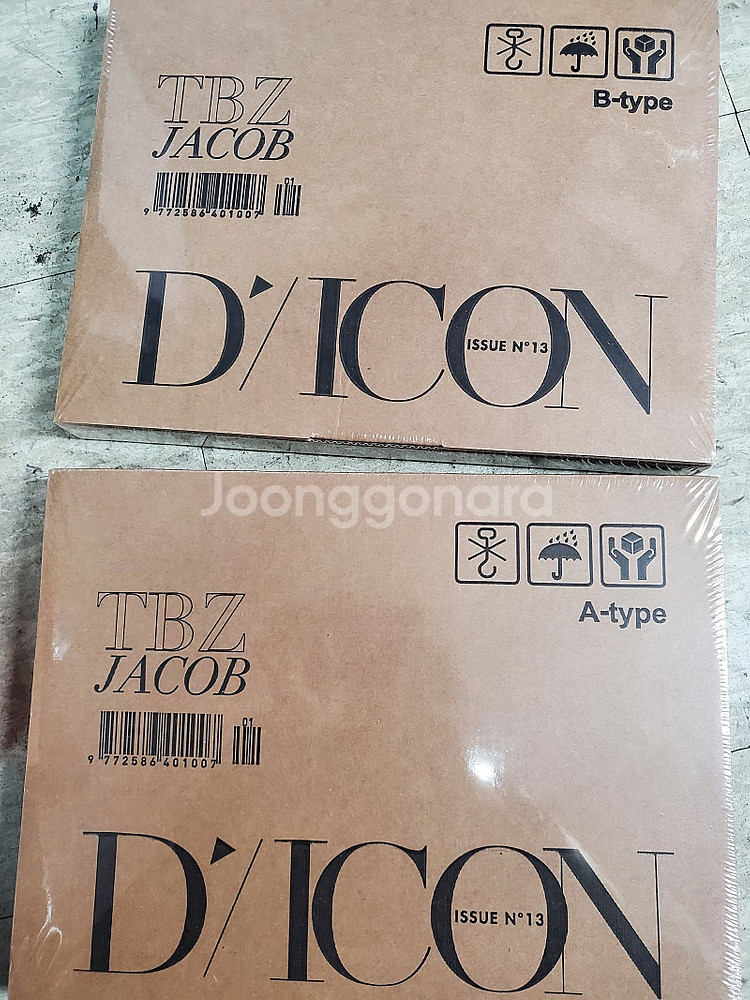 B-type
TBZ
JACOB
01
9 772586 401007
D'/ICON
ISSUE N°13
Joonggonara
A-type
TBZ
JACOB
01
9 772586 401007
D'/ICON
ISSUE N°13